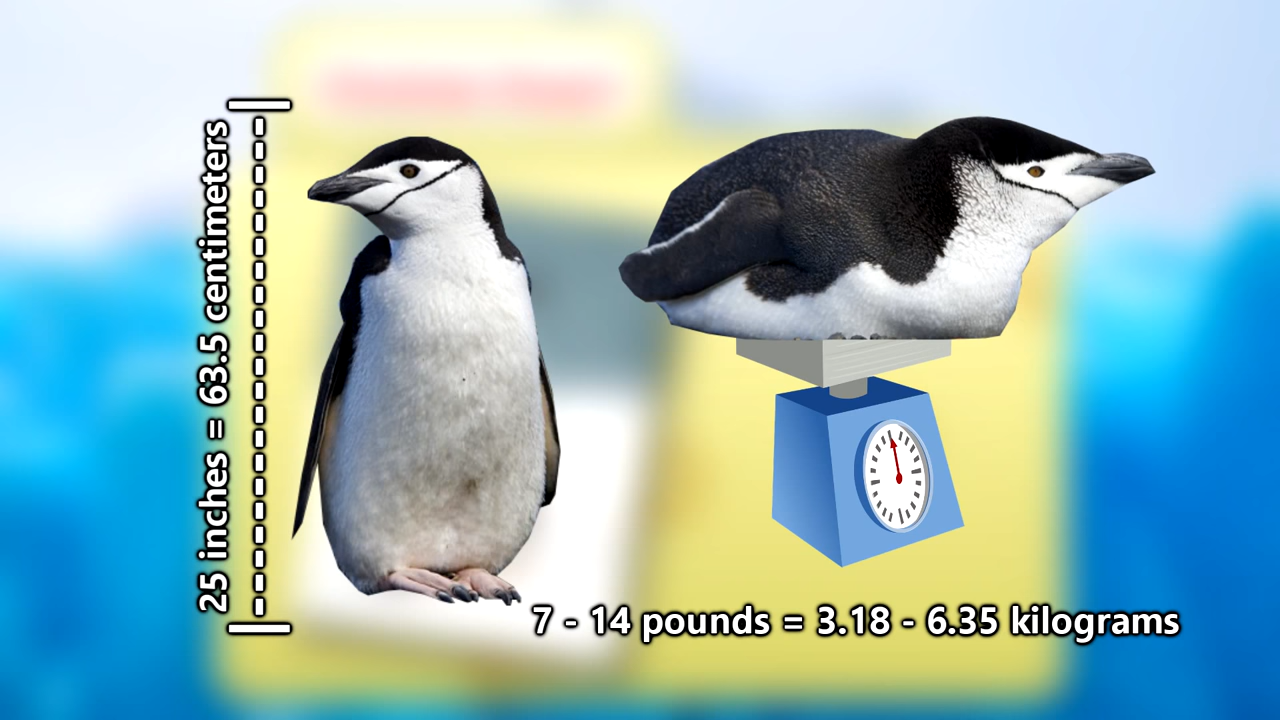 25 inches = 63.5 centimeters
7 - 14 pounds = 3.18 - 6.35 kilograms